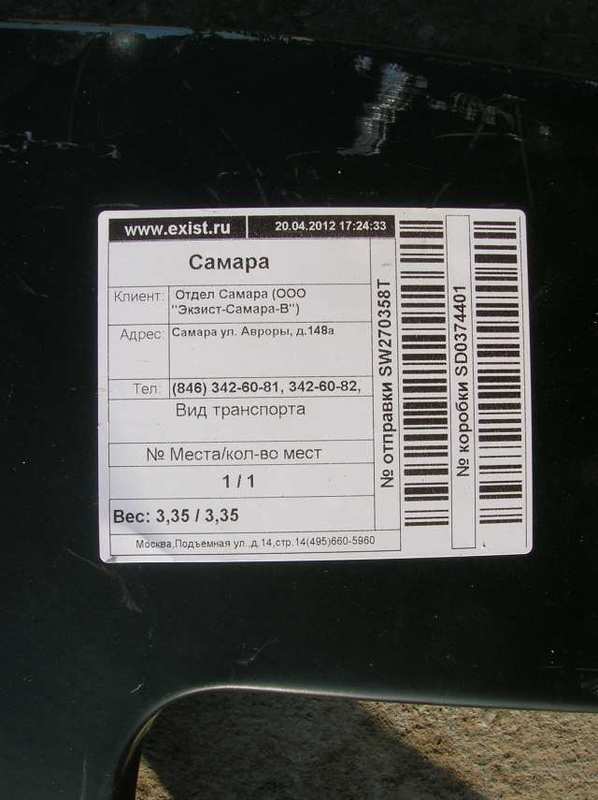 www.exist.ru 20.04.2012 17:24:33
Самара
Клиент: Отдел Самара (ООО
"Экзист-Самара-В")
Адрес: Самара ул. Авроры, д.148а
Тел: (846) 342-60-81, 342-60-82,
Вид транспорта
№ Места/кол-во мест
1 / 1
Вес: 3,35 / 3,35
Москва,Подъемная ул.,д.14,стр.14(495)660-5960
№ отправки SW270358T
№ коробки SD0374401